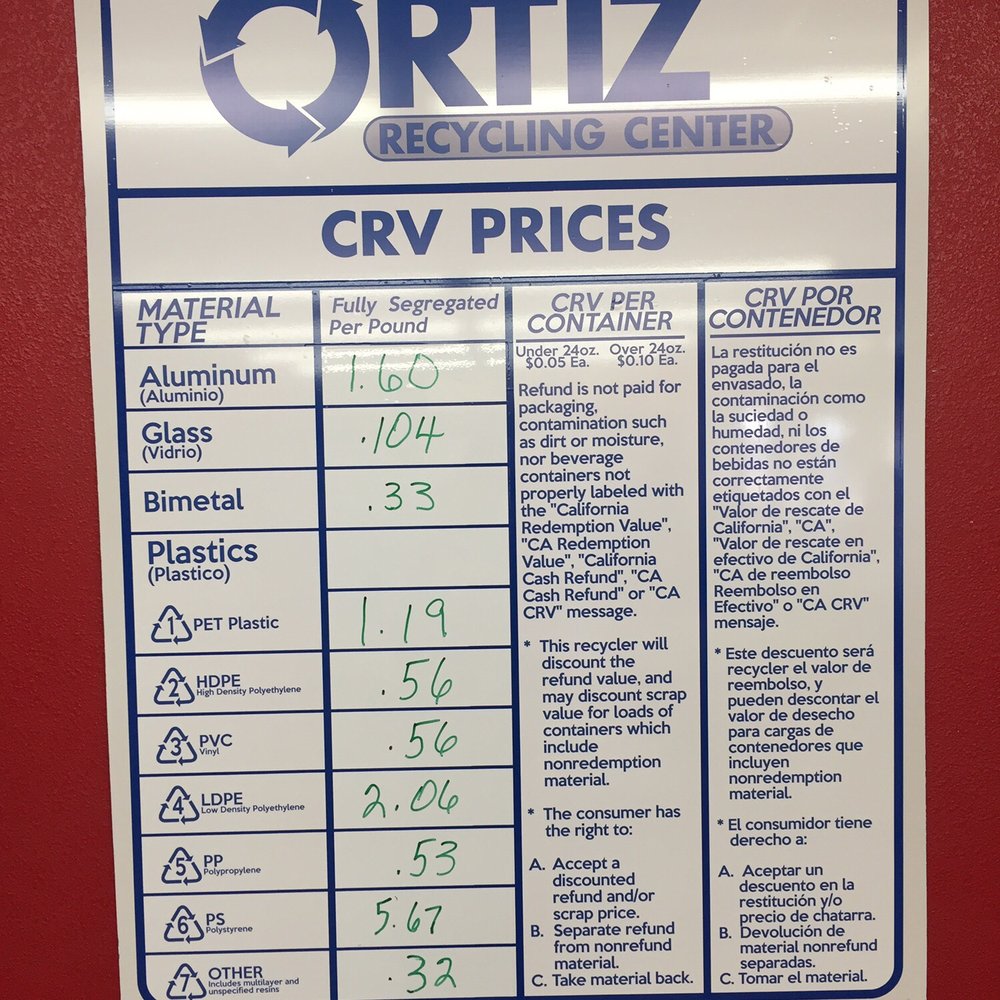 ORTIZ
RECYCLING CENTER
CRV PRICES
MATERIAL
TYPE
Fully Segregated
Per Pound
Aluminum
(Aluminio)
1.60
Glass
(Vidrio)
.104
Bimetal
.33
Plastics
(Plastico)
1 PET Plastic
1.19
2 HDPE
High Density Polyethylene
.56
3 PVC
Vinyl
.56
4 LDPE
Low Density Polyethylene
2.06
5 PP
Polypropylene
.53
6 PS
Polystyrene
5.67
7 OTHER
Includes multilayer and
unspecified resins
.32
CRV PER
CONTAINER
Under 24oz. Over 24oz.
$0.05 Ea. $0.10 Ea.
Refund is not paid for
packaging,
contamination such
as dirt or moisture,
nor beverage
containers not
properly labeled with
the "California
Redemption Value",
"CA Redemption
Value", "California
Cash Refund", "CA
Cash Refund" or "CA
CRV" message.
* This recycler will
discount the
refund value, and
may discount scrap
value for loads of
containers which
include
nonredemption
material.
* The consumer has
the right to:
A. Accept a
discounted
refund and/or
scrap price.
B. Separate refund
from nonrefund
material.
C. Take material back.
CRV POR
CONTENEDOR
La restitución no es
pagada para el
envasado, la
contaminación como
la suciedad o
humedad, ni los
contenedores de
bebidas no están
correctamente
etiquetados con el
"Valor de rescate de
California", "CA",
"Valor de rescate en
efectivo de California",
"CA de reembolso
Reembolso en
Efectivo" o "CA CRV"
mensaje.
* Este descuento será
recycler el valor de
reembolso, y
pueden descontar el
valor de desecho
para cargas de
contenedores que
incluyen
nonredemption
material.
* El consumidor tiene
derecho a:
A. Aceptar un
descuento en la
restitución y/o
precio de chatarra.
B. Devolución de
material nonrefund
separadas.
C. Tomar el material.